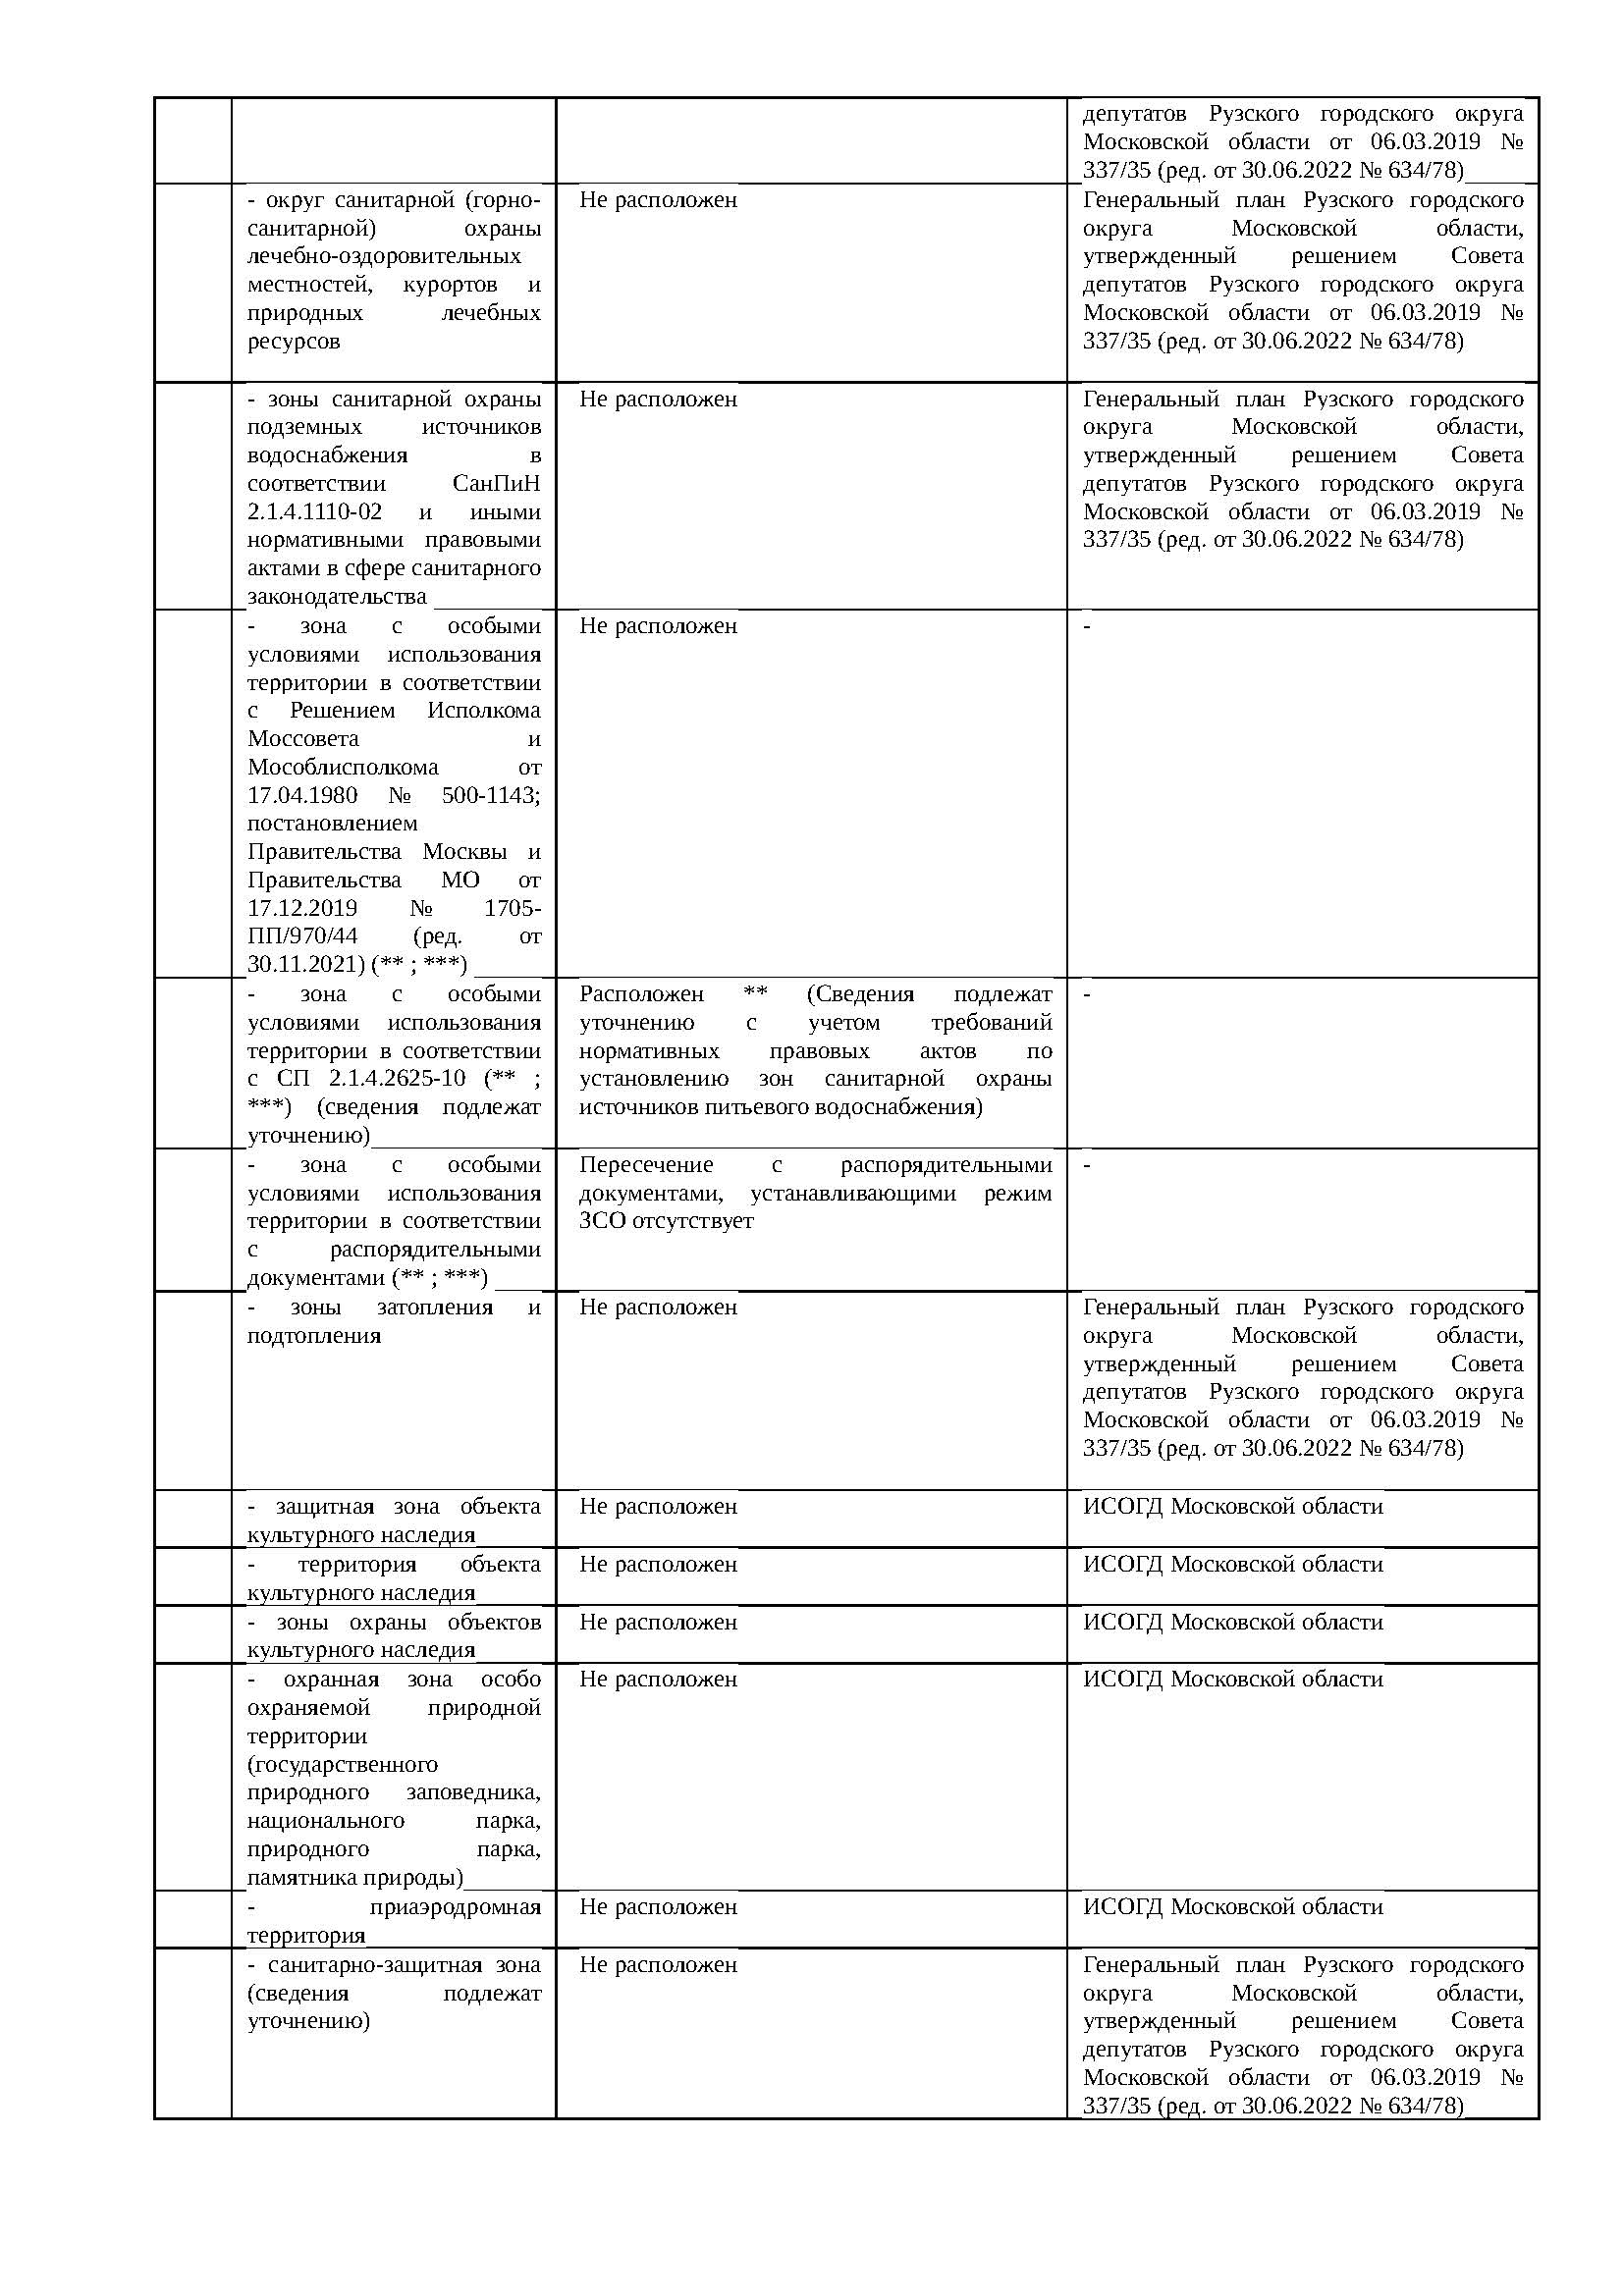 депутатов Рузского городского округа
Московской области от 06.03.2019 №
337/35 (ред. от 30.06.2022 № 634/78)
- округ санитарной (горно-
санитарной) охраны
лечебно-оздоровительных
местностей, курортов и
природных лечебных
ресурсов
Не расположен
Генеральный план Рузского городского
округа Московской области,
утвержденный решением Совета
депутатов Рузского городского округа
Московской области от 06.03.2019 №
337/35 (ред. от 30.06.2022 № 634/78)
- зоны санитарной охраны
подземных источников
водоснабжения в
соответствии СанПиН
2.1.4.1110-02 и иными
нормативными правовыми
актами в сфере санитарного
законодательства
Не расположен
Генеральный план Рузского городского
округа Московской области,
утвержденный решением Совета
депутатов Рузского городского округа
Московской области от 06.03.2019 №
337/35 (ред. от 30.06.2022 № 634/78)
- зона с особыми
условиями использования
территории в соответствии
с Решением Исполкома
Моссовета и
Мособлисполкома от
17.04.1980 № 500-1143;
постановлением
Правительства Москвы и
Правительства МО от
17.12.2019 № 1705-
ПП/970/44 (ред. от
30.11.2021) (** ; ***)
Не расположен
-
- зона с особыми
условиями использования
территории в соответствии
с СП 2.1.4.2625-10 (** ;
***) (сведения подлежат
уточнению)
Расположен ** (Сведения подлежат
уточнению с учетом требований
нормативных правовых актов по
установлению зон санитарной охраны
источников питьевого водоснабжения)
-
- зона с особыми
условиями использования
территории в соответствии
с распорядительными
документами (** ; ***)
Пересечение с распорядительными
документами, устанавливающими режим
ЗСО отсутствует
-
- зоны затопления и
подтопления
Не расположен
Генеральный план Рузского городского
округа Московской области,
утвержденный решением Совета
депутатов Рузского городского округа
Московской области от 06.03.2019 №
337/35 (ред. от 30.06.2022 № 634/78)
- защитная зона объекта
культурного наследия
Не расположен
ИСОГД Московской области
- территория объекта
культурного наследия
Не расположен
ИСОГД Московской области
- зоны охраны объектов
культурного наследия
Не расположен
ИСОГД Московской области
- охранная зона особо
охраняемой природной
территории
(государственного
природного заповедника,
национального парка,
природного парка,
памятника природы)
Не расположен
ИСОГД Московской области
- приаэродромная
территория
Не расположен
ИСОГД Московской области
- санитарно-защитная зона
(сведения подлежат
уточнению)
Не расположен
Генеральный план Рузского городского
округа Московской области,
утвержденный решением Совета
депутатов Рузского городского округа
Московской области от 06.03.2019 №
337/35 (ред. от 30.06.2022 № 634/78)